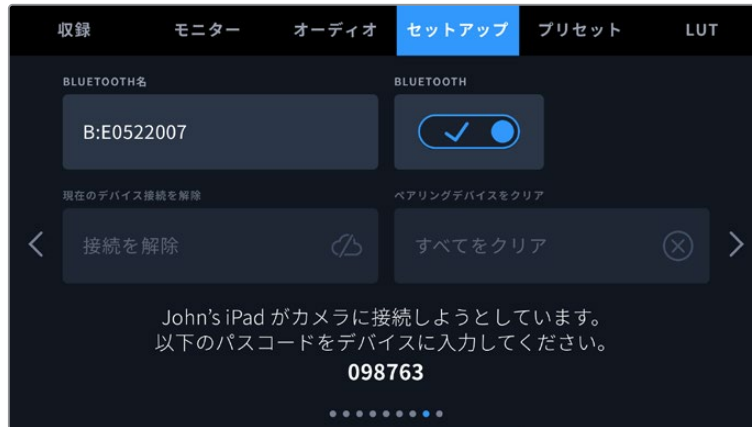 収録 モニター オーディオ セットアップ プリセット LUT
BLUETOOTH名 BLUETOOTH
B:E0522007
現在のデバイス接続を解除 ペアリングデバイスをクリア
接続を解除 すべてをクリア
John’s iPad がカメラに接続しようとしています。
以下のパスコードをデバイスに入力してください。
098763